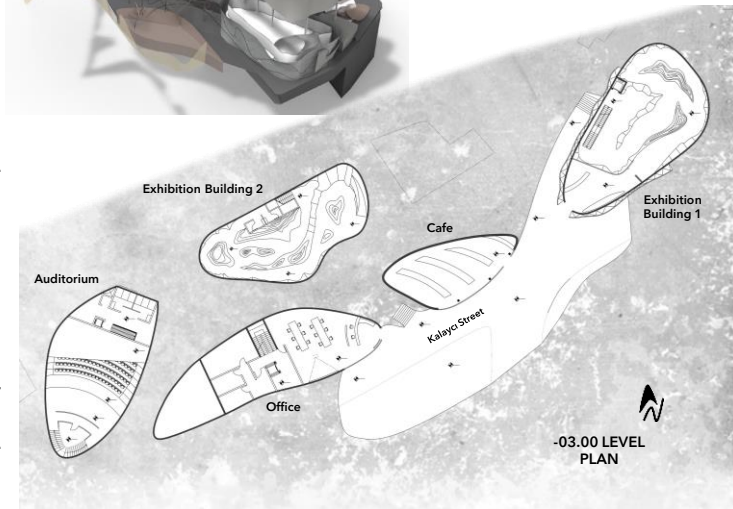 Exhibition Building 2
Exhibition
Building 1
Cafe
Auditorium
Kalaycı Street
Office
N
-03.00 LEVEL
PLAN